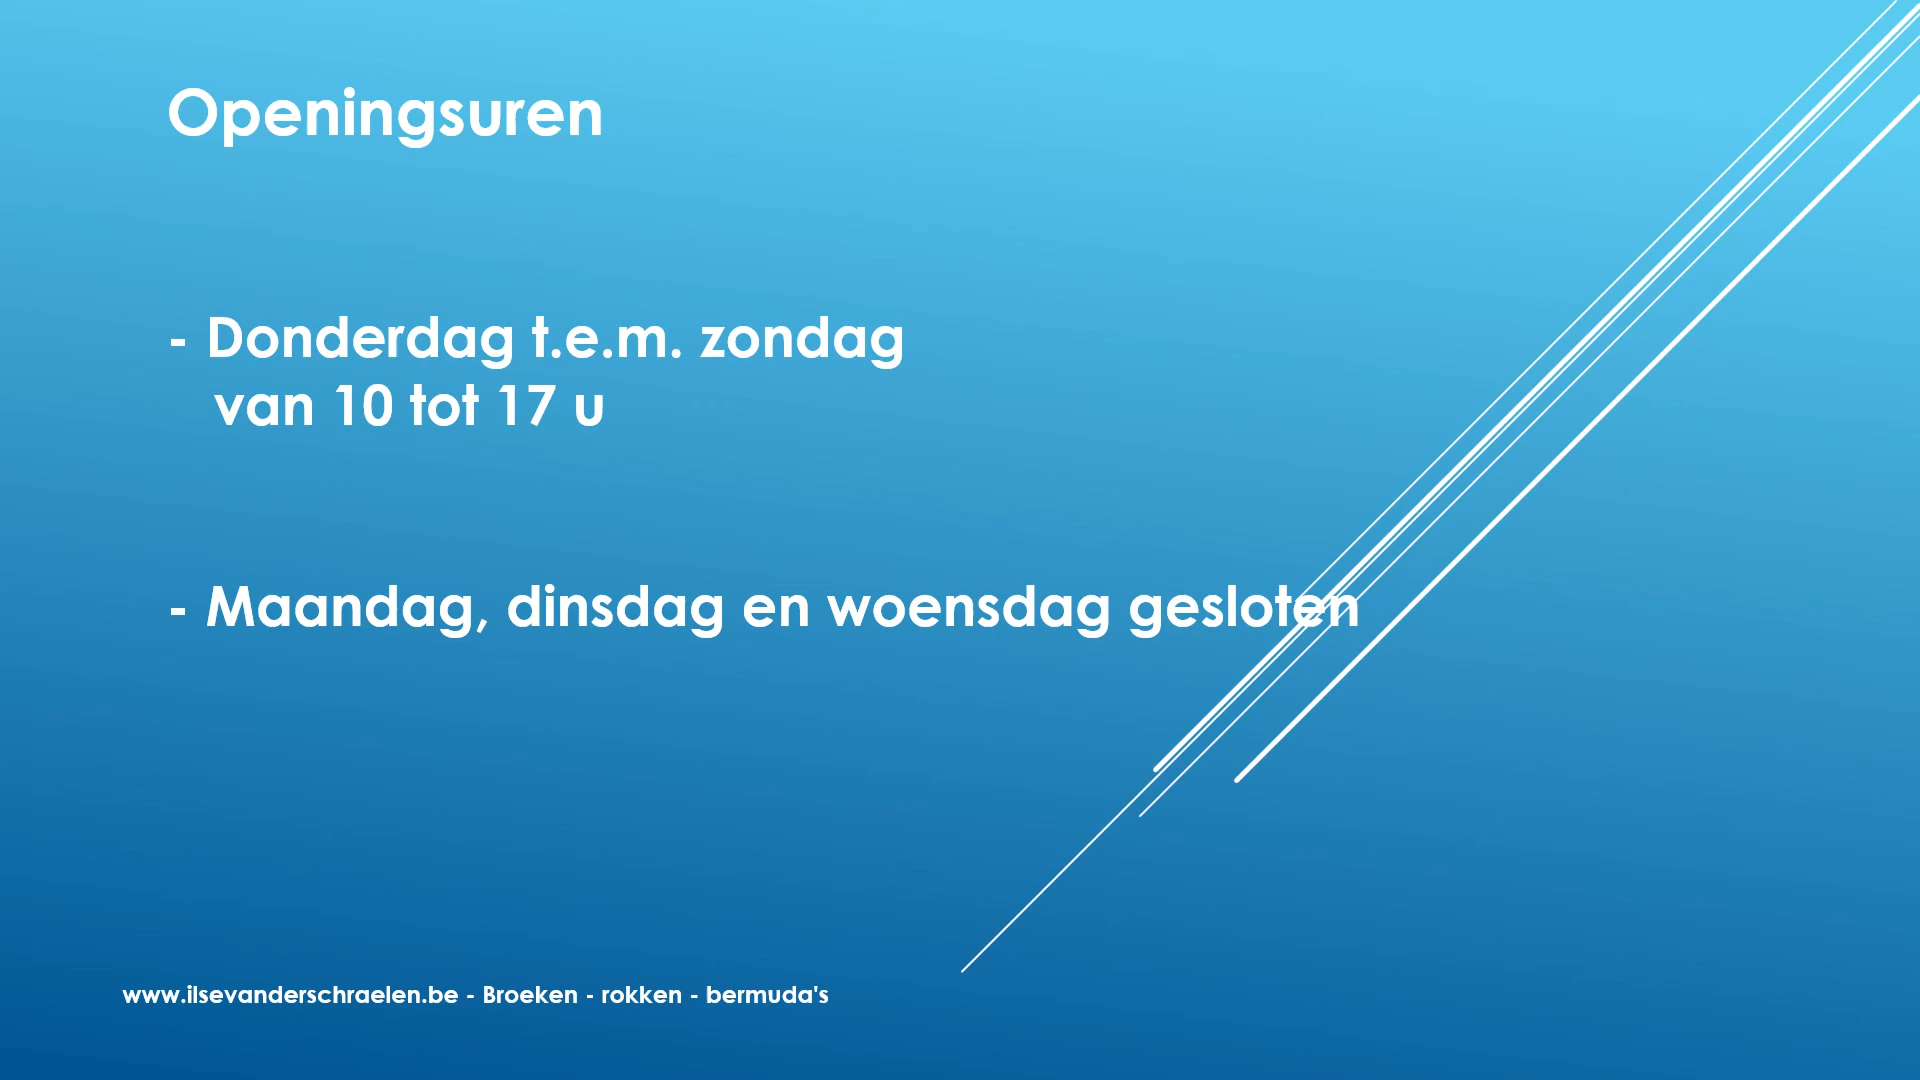 Openingsuren
- Donderdag t.e.m. zondag
van 10 tot 17 u
- Maandag, dinsdag en woensdag gesloten
www.ilsevanderschraelen.be - Broeken - rokken - bermuda's